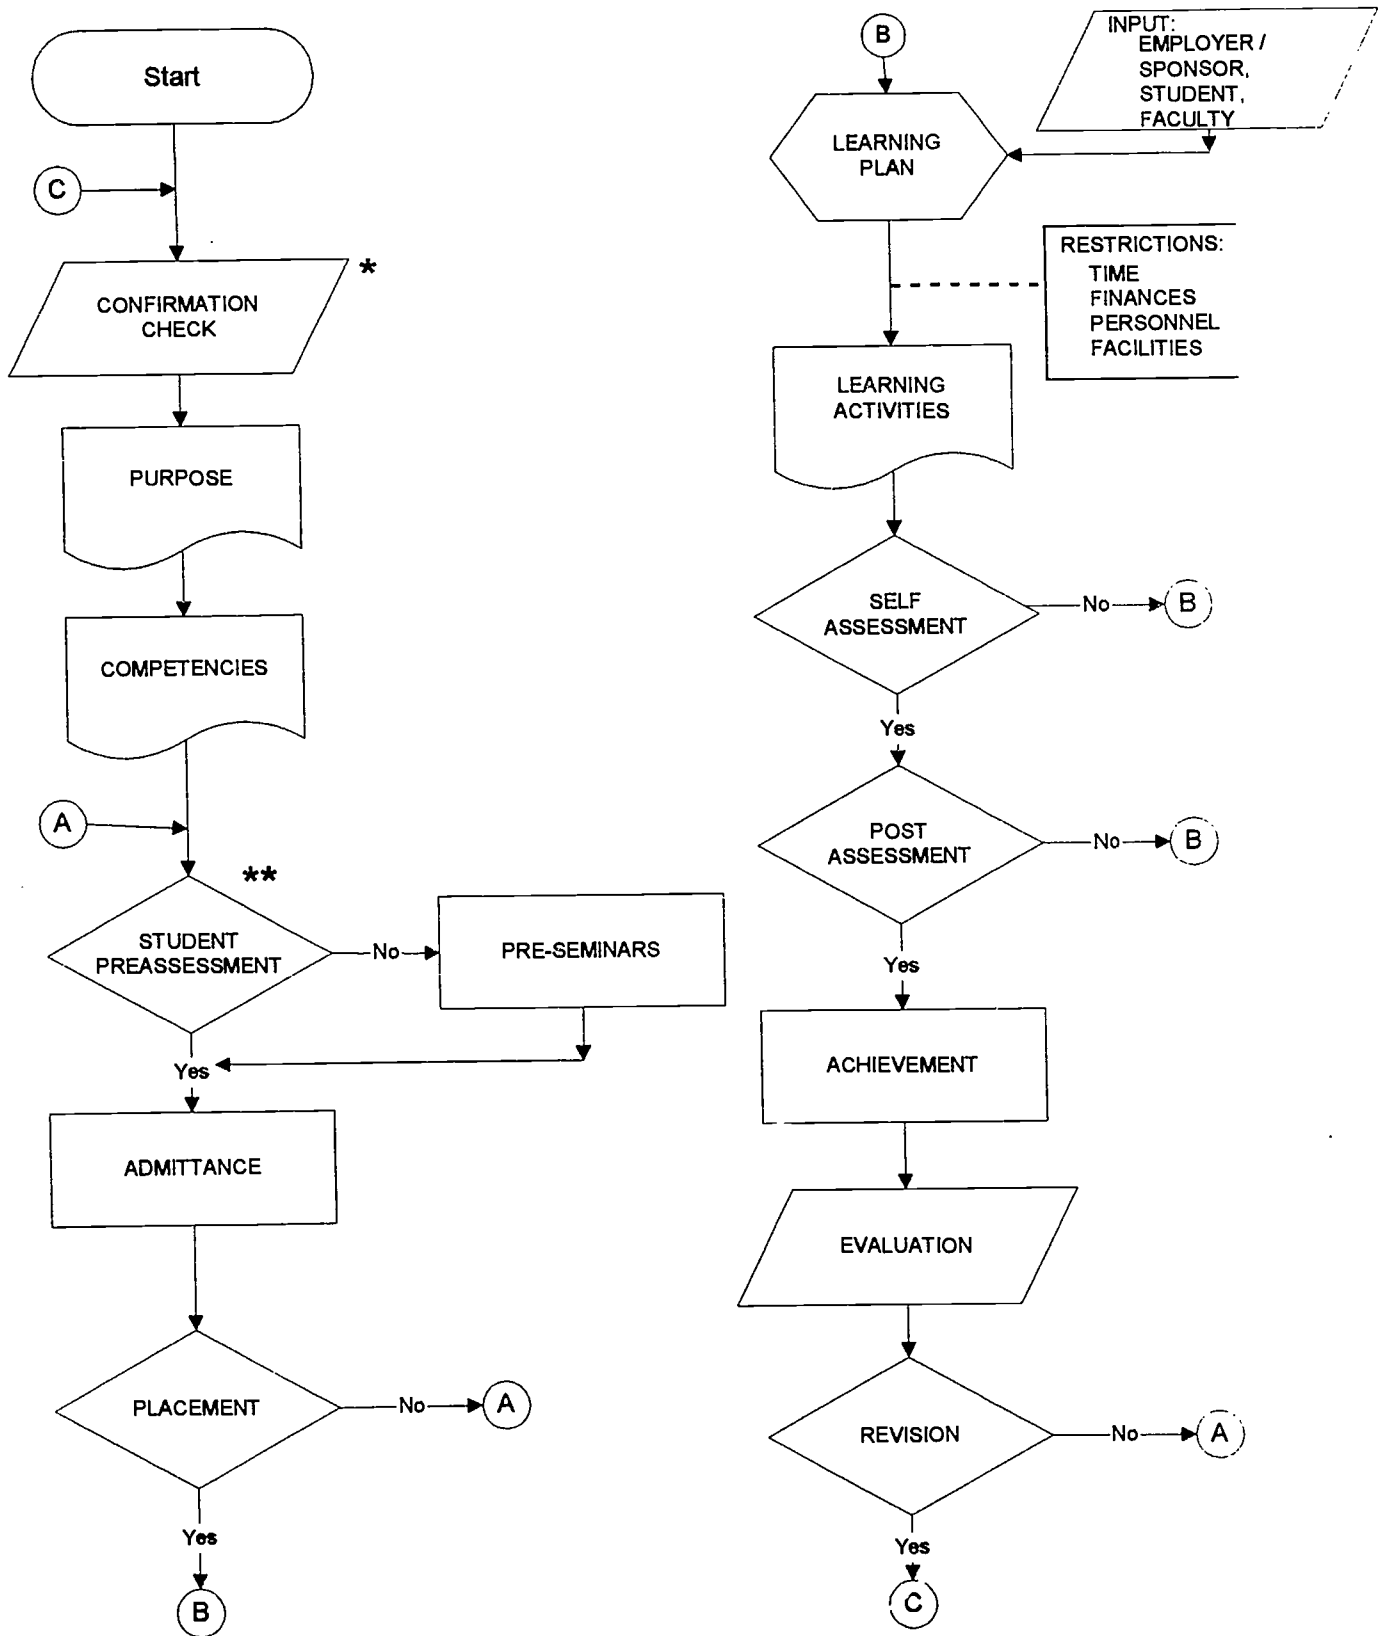 Start
C
*
CONFIRMATION
CHECK
PURPOSE
COMPETENCIES
A
**
STUDENT
PREASSESSMENT
No
PRE-SEMINARS
Yes
ADMITTANCE
PLACEMENT
No
A
Yes
B
B
INPUT:
EMPLOYER /
SPONSOR,
STUDENT,
FACULTY
LEARNING
PLAN
RESTRICTIONS:
TIME
FINANCES
PERSONNEL
FACILITIES
LEARNING
ACTIVITIES
SELF
ASSESSMENT
No
B
Yes
POST
ASSESSMENT
No
B
Yes
ACHIEVEMENT
EVALUATION
REVISION
No
A
Yes
C